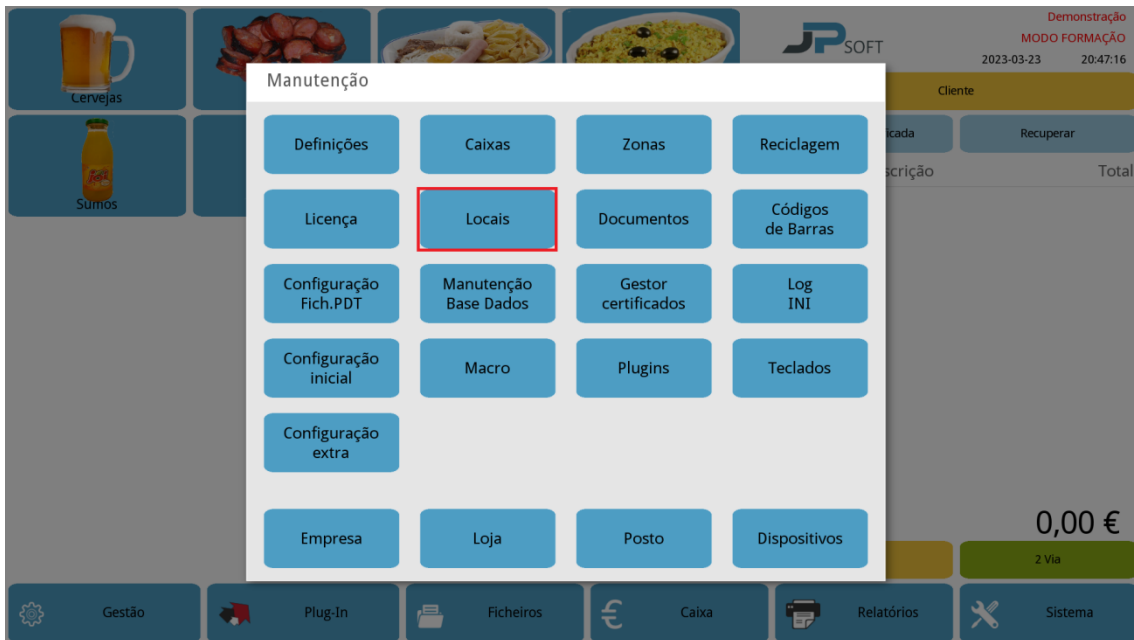 Demonstração
JP SOFT
MODO FORMAÇÃO
2023-03-23 20:47:16
Cervejas
Cliente
icada
Recuperar
scrição
Total
Sumos
Manutenção
Definições
Caixas
Zonas
Reciclagem
Licença
Locais
Documentos
Códigos
de Barras
Configuração
Fich.PDT
Manutenção
Base Dados
Gestor
certificados
Log
INI
Configuração
inicial
Macro
Plugins
Teclados
Configuração
extra
Empresa
Loja
Posto
Dispositivos
0,00 €
2 Via
Gestão
Plug-In
Ficheiros
Caixa
Relatórios
Sistema